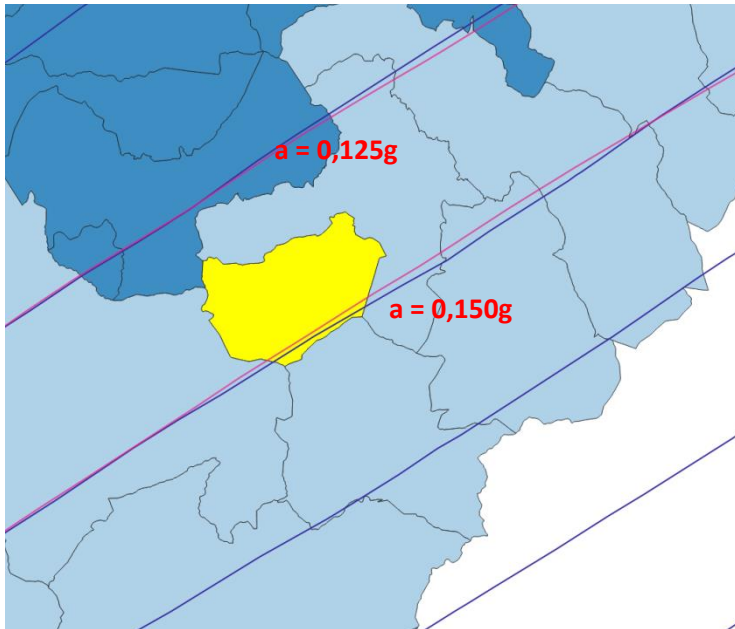 a = 0,125g
a = 0,150g